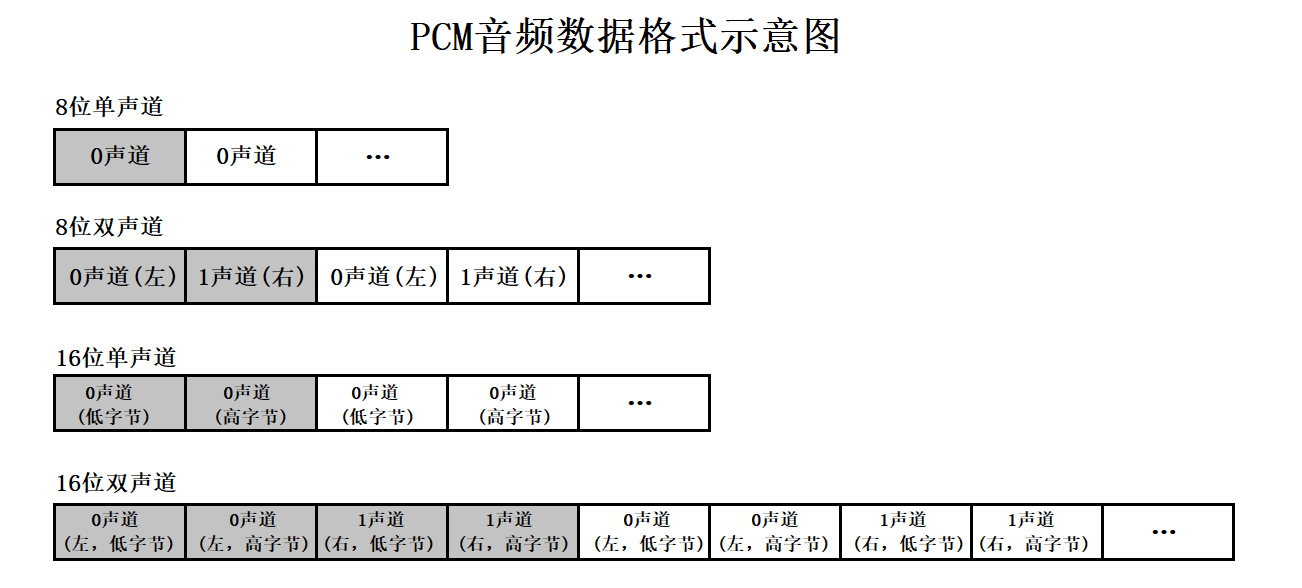 PCM音频数据格式示意图
8位单声道
0声道 0声道 …
8位双声道
0声道(左) 1声道(右) 0声道(左) 1声道(右) …
16位单声道
0声道 0声道 0声道 0声道 …
(低字节) (高字节) (低字节) (高字节)
16位双声道
0声道 0声道 1声道 1声道 0声道 0声道 1声道 1声道 …
(左，低字节) (左，高字节) (右，低字节) (右，高字节) (左，低字节) (左，高字节) (右，低字节) (右，高字节)